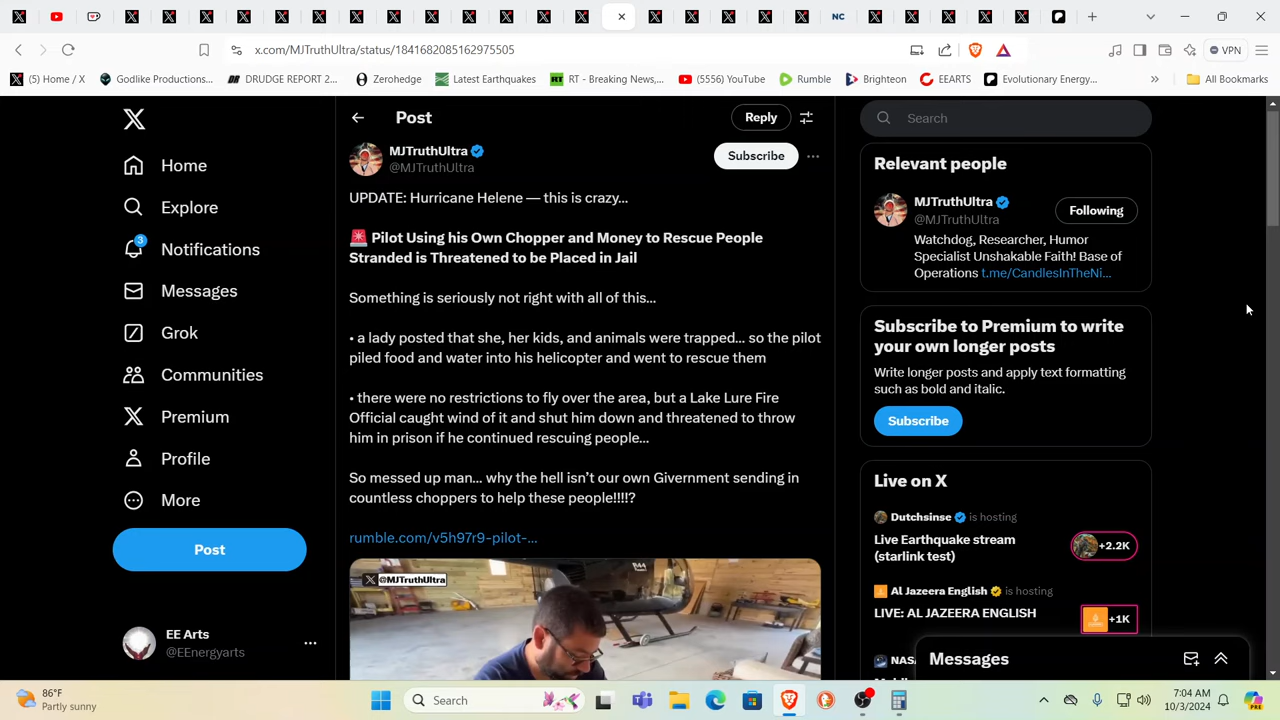 NC
x.com/MJTruthUltra/status/1841682085162975505
VPN
(5) Home / X
Godlike Productions...
DRUDGE REPORT 2...
Zerohedge
Latest Earthquakes
RT - Breaking News,...
(5550) YouTube
Rumble
Brighteon
EEARTS
Evolutionary Energy...
All Bookmarks
Home
Explore
3
Notifications
Messages
Grok
Communities
Premium
Profile
More
Post
EE Arts
@EEnergyarts
Post
Reply
MJTruthUltra
@MJTruthUltra
Subscribe
UPDATE: Hurricane Helene — this is crazy...
🚨 Pilot Using his Own Chopper and Money to Rescue People
Stranded is Threatened to be Placed in Jail
Something is seriously not right with all of this...
• a lady posted that she, her kids, and animals were trapped... so the pilot
piled food and water into his helicopter and went to rescue them
• there were no restrictions to fly over the area, but a Lake Lure Fire
Official caught wind of it and shut him down and threatened to throw
him in prison if he continued rescuing people...
So messed up man... why the hell isn’t our own Givernment sending in
countless choppers to help these people!!!!?
rumble.com/v5h97r9-pilot-...
X @MJTruthUltra
Search
Relevant people
MJTruthUltra
@MJTruthUltra
Following
Watchdog, Researcher, Humor
Specialist Unshakable Faith! Base of
Operations t.me/CandlesInTheNi...
Subscribe to Premium to write
your own longer posts
Write longer posts and apply text formatting
such as bold and italic.
Subscribe
Live on X
Dutchsinse is hosting
Live Earthquake stream
(starlink test)
+2.2K
Al Jazeera English is hosting
LIVE: AL JAZEERA ENGLISH
+1K
Messages
86°F
Partly sunny
Search
7:04 AM
10/3/2024
PRE